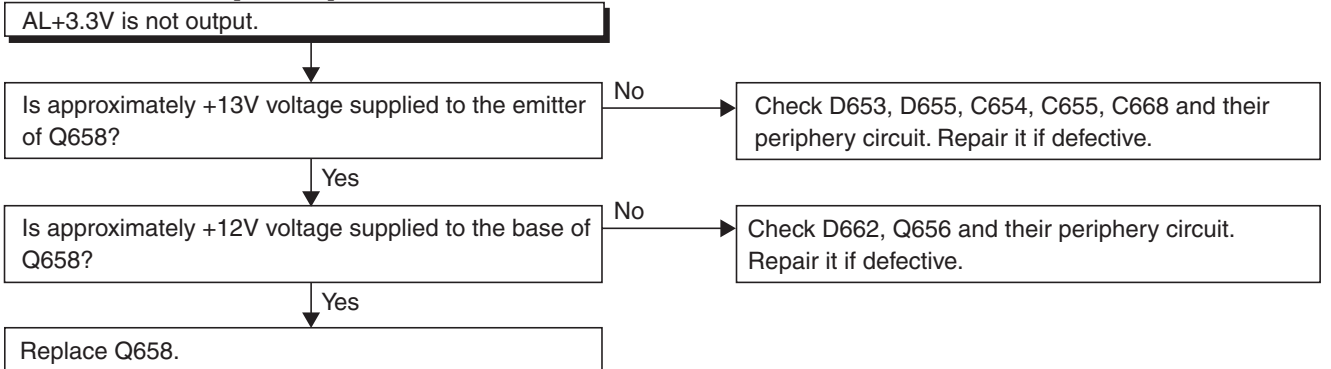 AL+3.3V is not output.
Is approximately +13V voltage supplied to the emitter
of Q658?
No
Check D653, D655, C654, C655, C668 and their
periphery circuit. Repair it if defective.
Yes
Is approximately +12V voltage supplied to the base of
Q658?
No
Check D662, Q656 and their periphery circuit.
Repair it if defective.
Yes
Replace Q658.